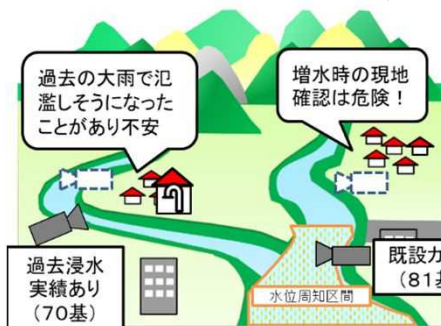 過去の大雨で氾
濫しそうになった
ことがあり不安
増水時の現地
確認は危険！
過去浸水
実績あり
（70基）
水位周知区間
既設カ
（81基